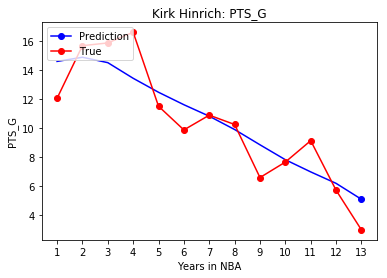 Kirk Hinrich: PTS_G
Prediction
True
16
14
12
10
8
6
4
PTS_G
1 2 3 4 5 6 7 8 9 10 11 12 13
Years in NBA